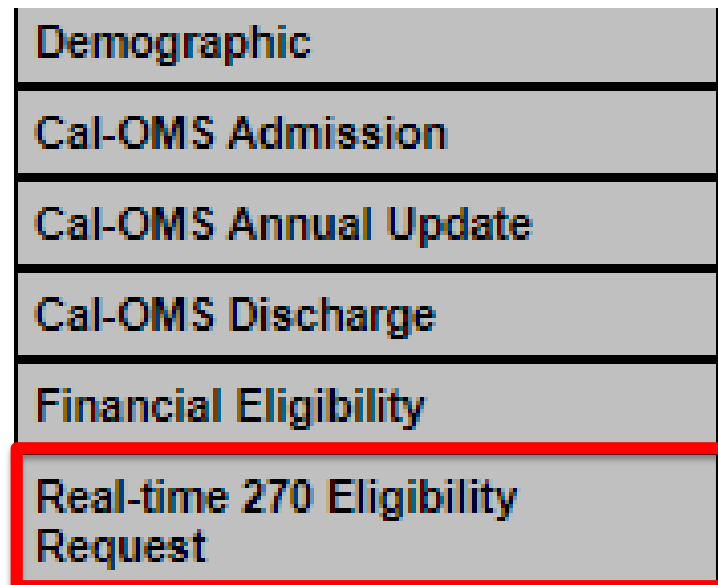 Demographic
Cal-OMS Admission
Cal-OMS Annual Update
Cal-OMS Discharge
Financial Eligibility
Real-time 270 Eligibility
Request